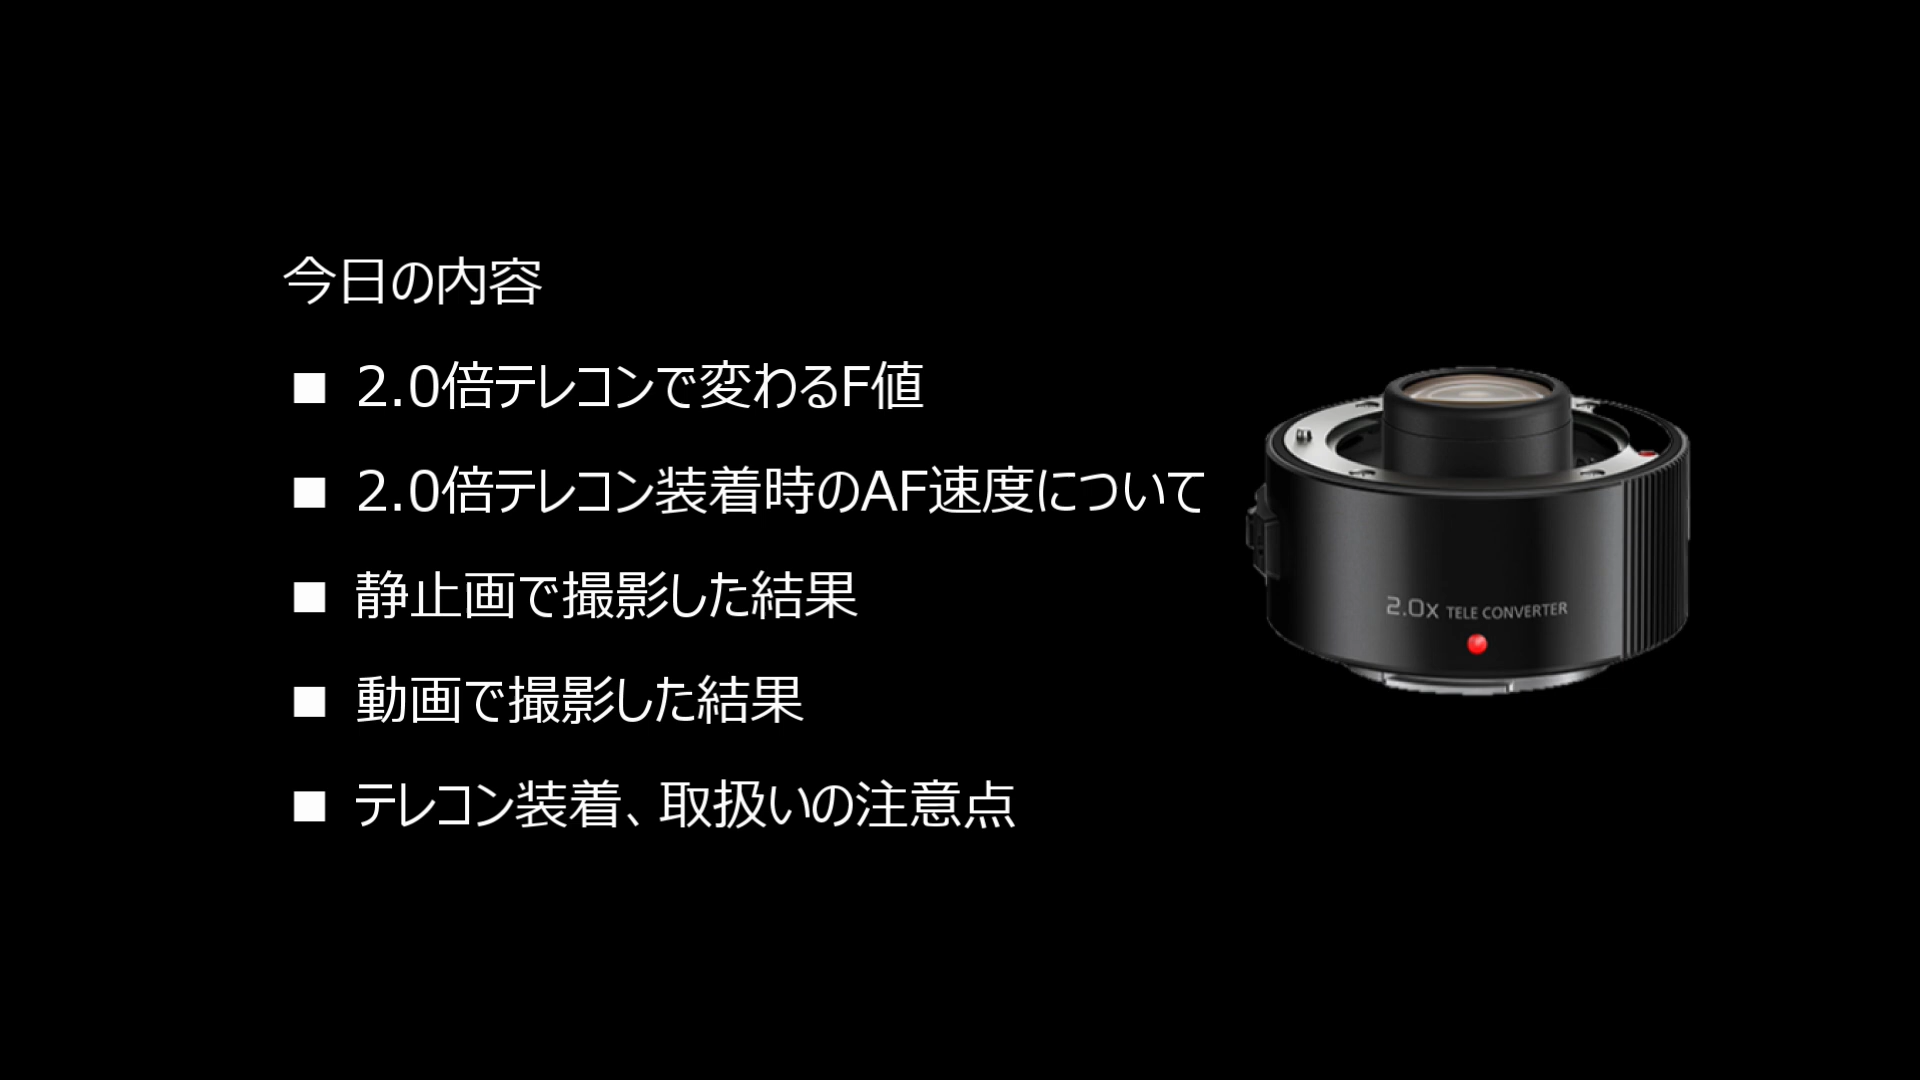 今日の内容
■ 2.0倍テレコンで変わるF値
■ 2.0倍テレコン装着時のAF速度について
■ 静止画で撮影した結果
■ 動画で撮影した結果
■ テレコン装着、取扱いの注意点
2.0x TELE CONVERTER